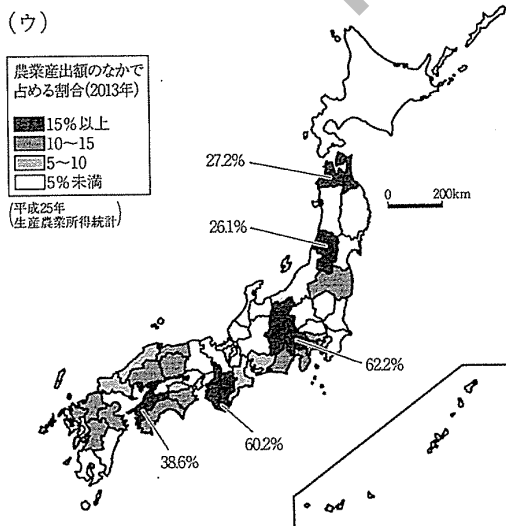 (ウ)
農業産出額のなかで
占める割合(2013年)
15%以上
10～15
5～10
5%未満
(平成25年
生産農業所得統計)
27.2%
26.1%
0 200km
62.2%
60.2%
38.6%